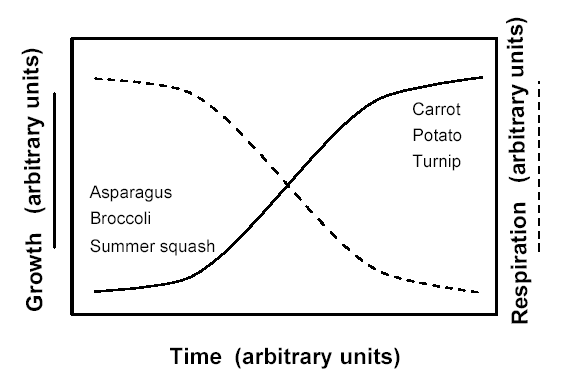 Growth (arbitrary units)
Asparagus
Broccoli
Summer squash
Carrot
Potato
Turnip
Respiration (arbitrary units)
Time (arbitrary units)